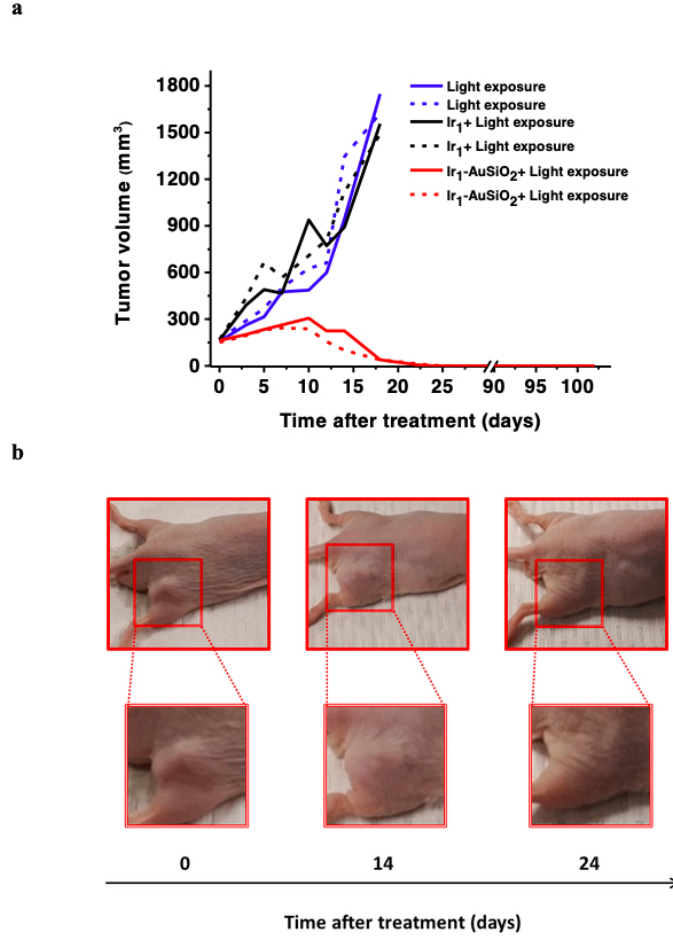 a
1800
1500
1200
900
600
300
0
Tumor volume (mm³)
Light exposure
Light exposure
Ir₁+ Light exposure
Ir₁+ Light exposure
Ir₁-AuSiO₂+ Light exposure
Ir₁-AuSiO₂+ Light exposure
0 5 10 15 20 25 90 95 100
Time after treatment (days)
b
0 14 24
Time after treatment (days)